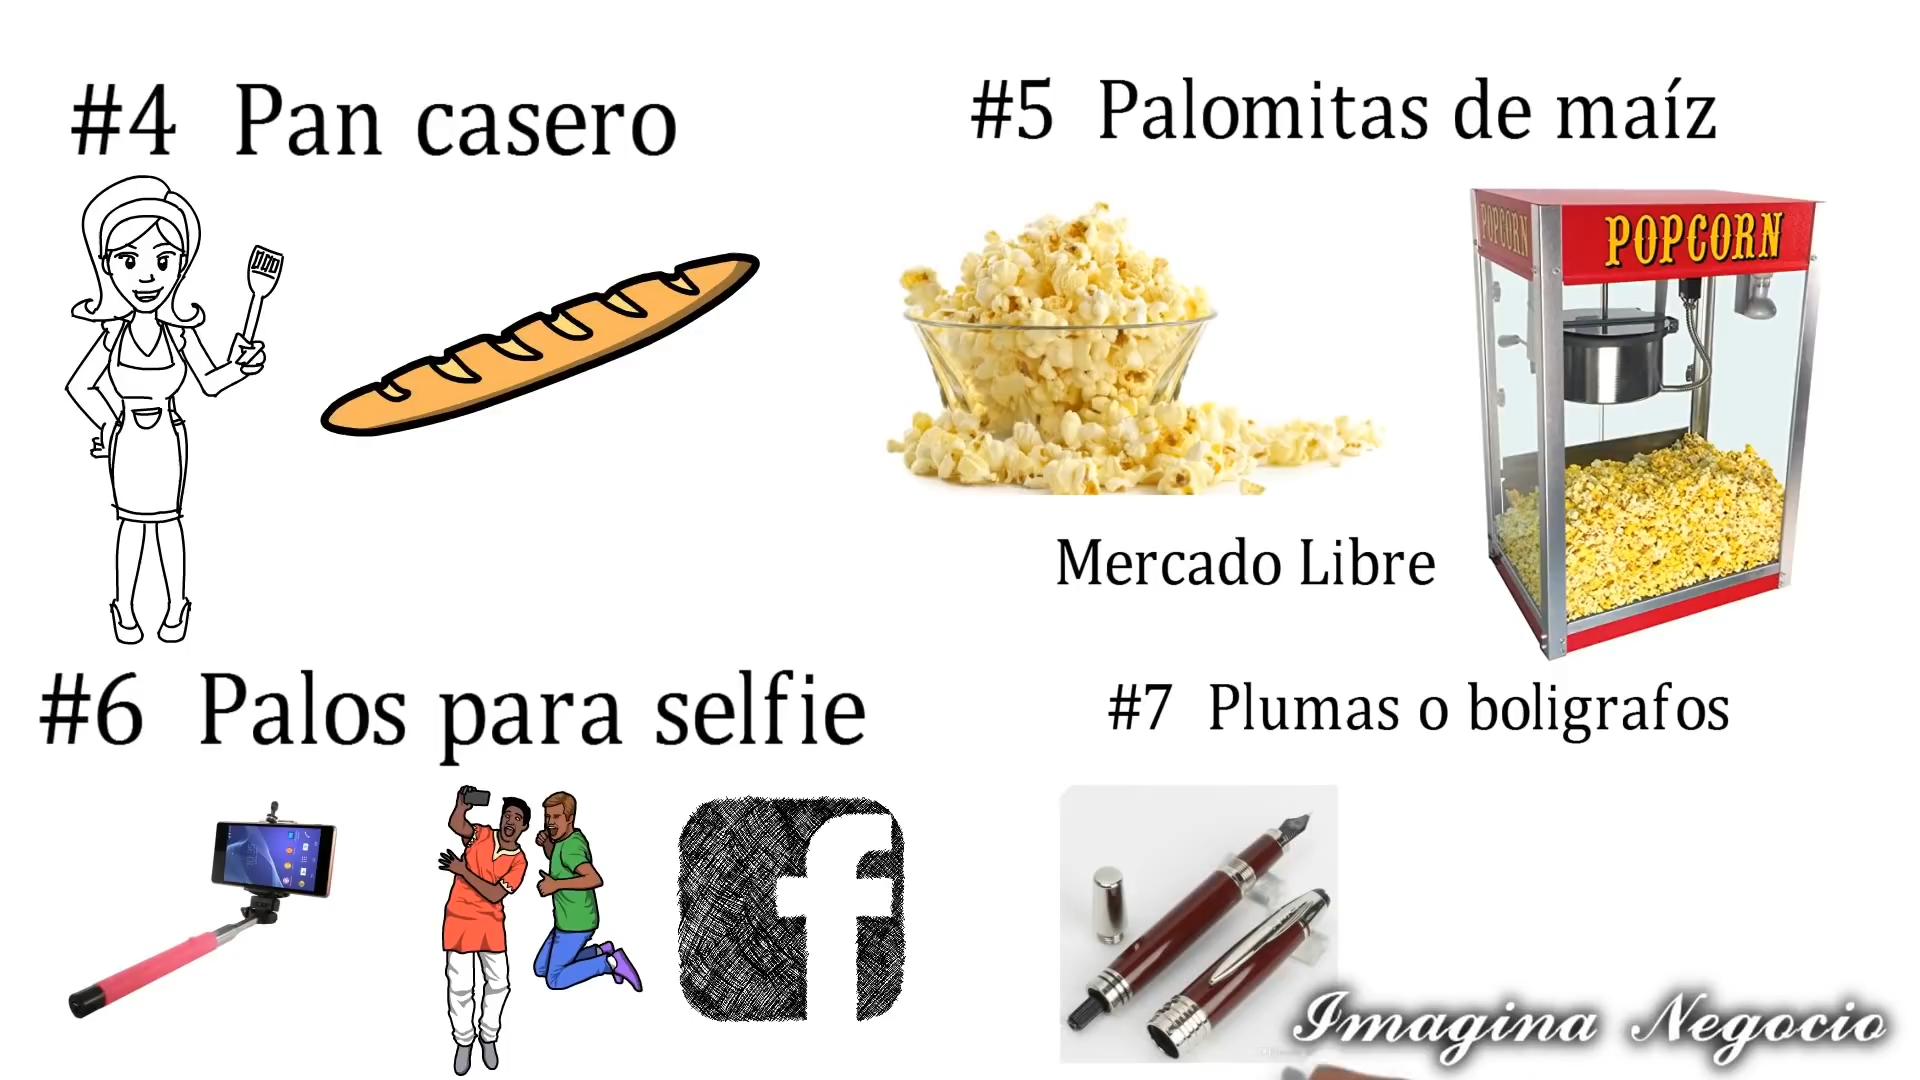 #4 Pan casero
#5 Palomitas de maíz
POPCORN
POPCORN
Mercado Libre
#6 Palos para selfie
#7 Plumas o boligrafos
Imagina Negocio